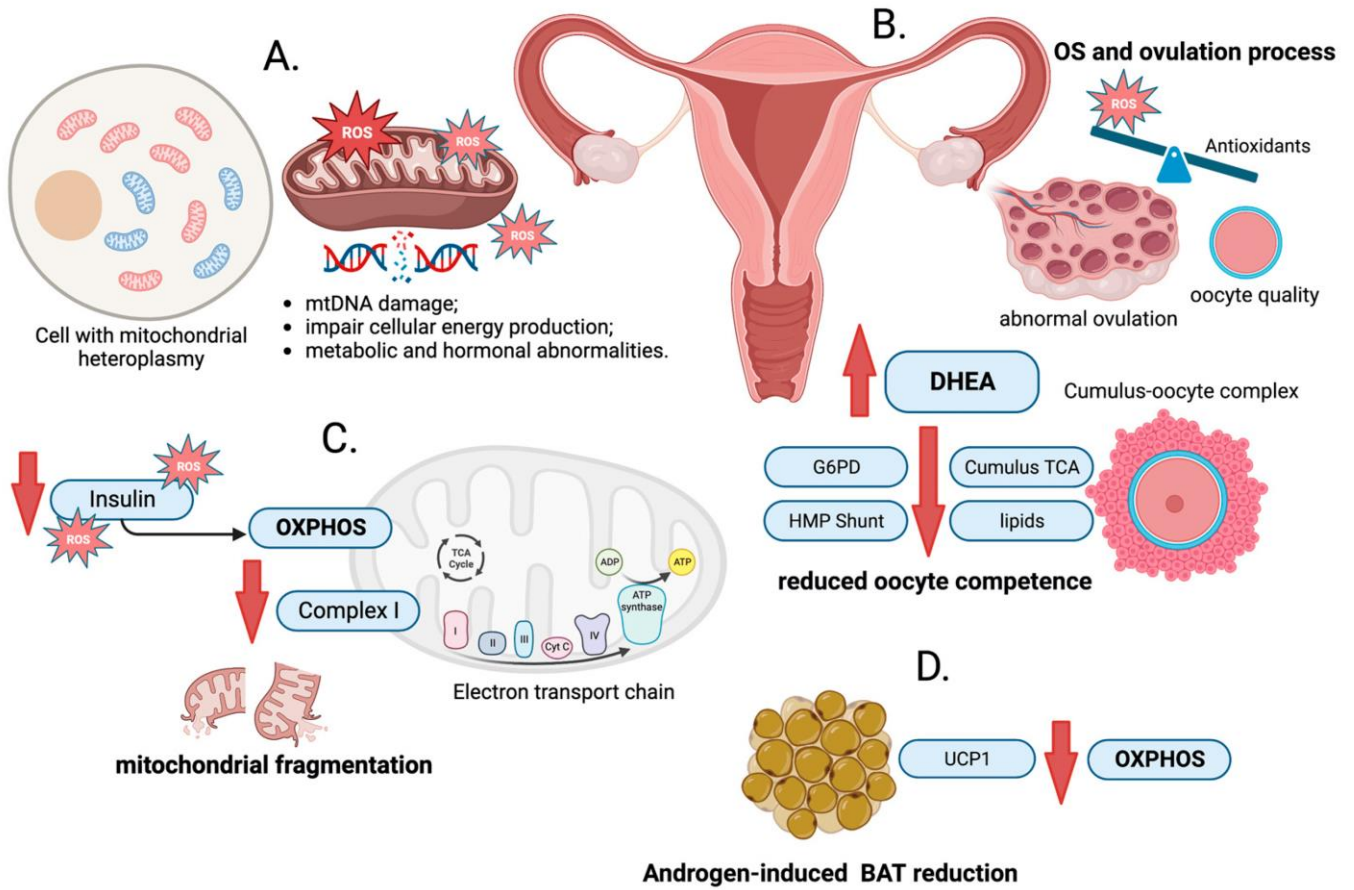 A.
ROS
ROS
ROS
Cell with mitochondrial
heteroplasmy
• mtDNA damage;
• impair cellular energy production;
• metabolic and hormonal abnormalities.
B.
OS and ovulation process
ROS
Antioxidants
abnormal ovulation
oocyte quality
DHEA
Cumulus-oocyte complex
G6PD
Cumulus TCA
HMP Shunt
lipids
reduced oocyte competence
C.
ROS
Insulin
ROS
OXPHOS
Complex I
TCA
Cycle
ADP
ATP
ATP
synthase
I
II
III
Cyt C
IV
Electron transport chain
mitochondrial fragmentation
D.
UCP1
OXPHOS
Androgen-induced BAT reduction